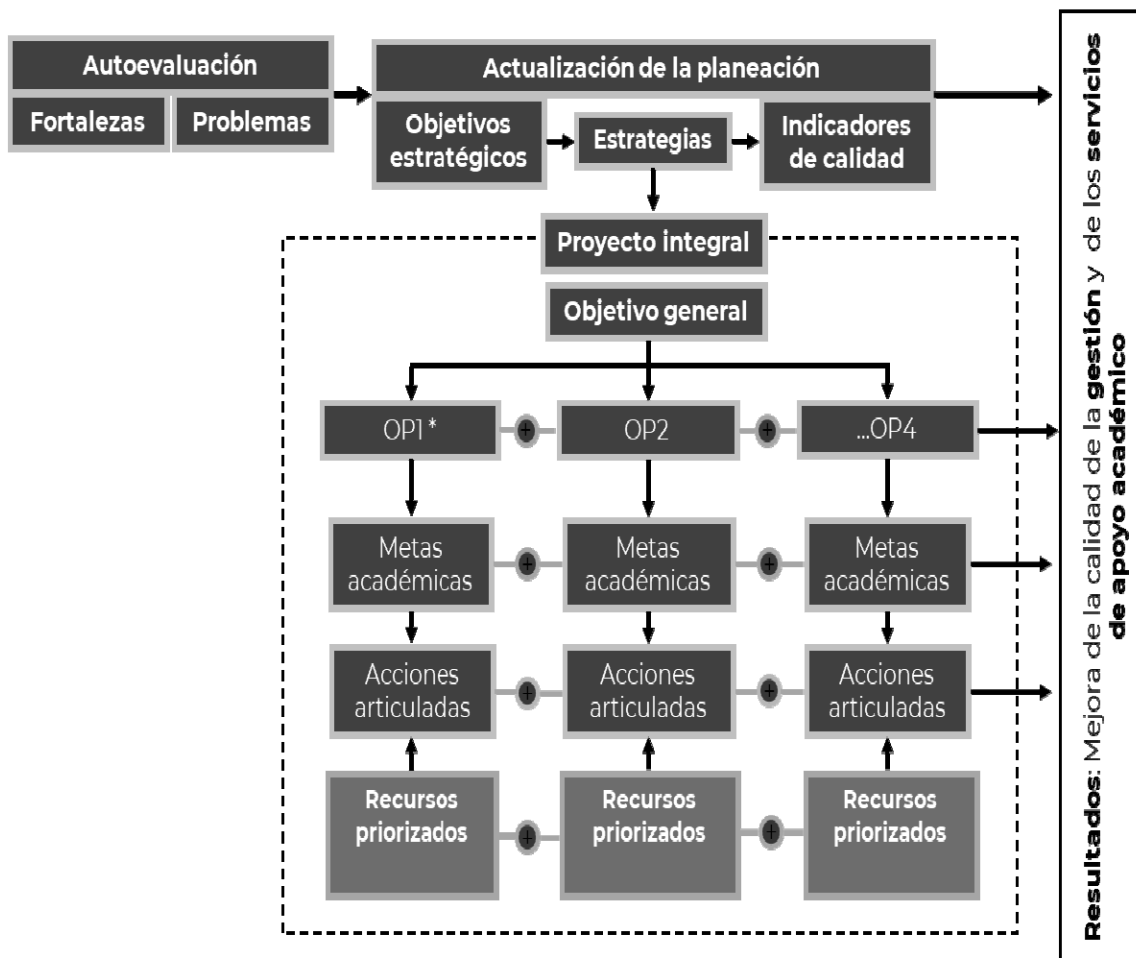 Autoevaluación
Fortalezas
Problemas
Actualización de la planeación
Objetivos
estratégicos
Estrategias
Indicadores
de calidad
Proyecto integral
Objetivo general
OP1 *
+
OP2
+
...OP4
Metas
académicas
+
Metas
académicas
+
Metas
académicas
Acciones
articuladas
+
Acciones
articuladas
+
Acciones
articuladas
Recursos
priorizados
+
Recursos
priorizados
+
Recursos
priorizados
Resultados: Mejora de la calidad de la gestión y de los servicios
de apoyo académico